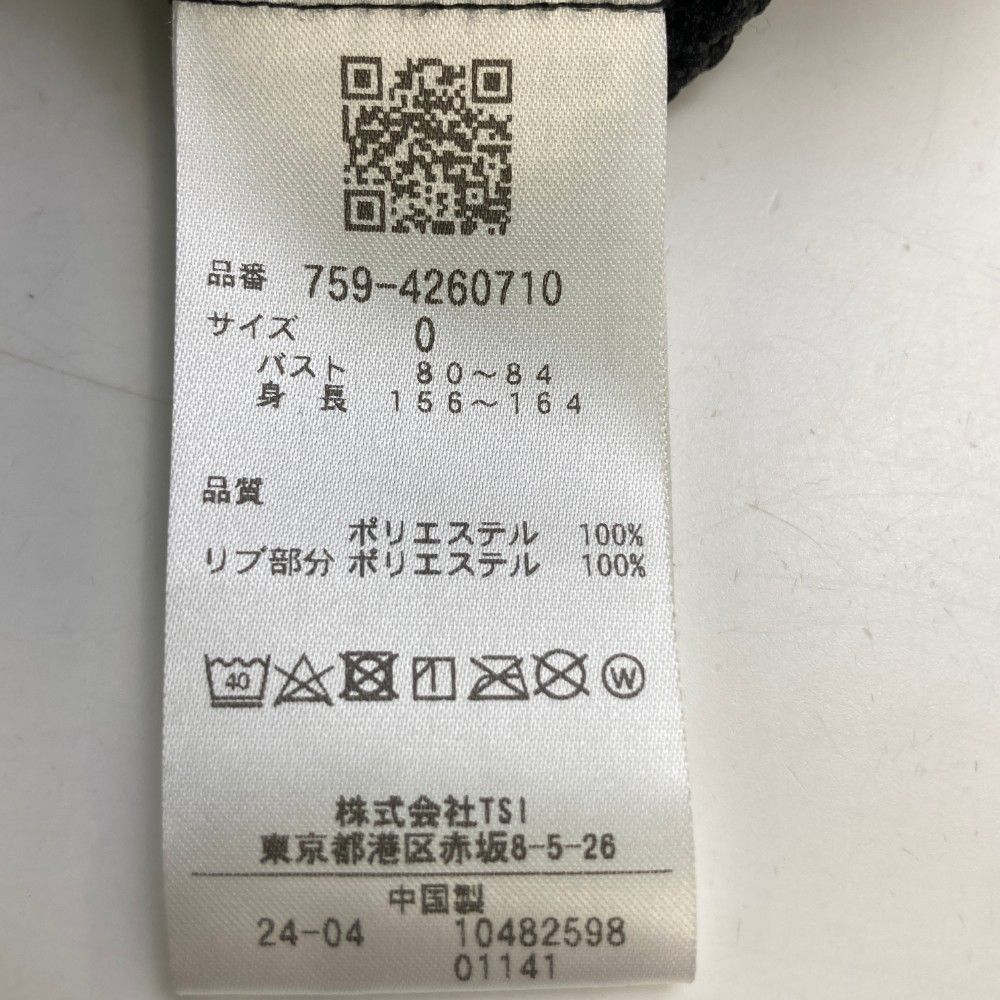 品番 759-4260710
サイズ 0
バスト 80～84
身長 156～164
品質
ポリエステル 100%
リブ部分 ポリエステル 100%
40 W
株式会社TSI
東京都港区赤坂8-5-26
中国製
24-04 10482598
01141